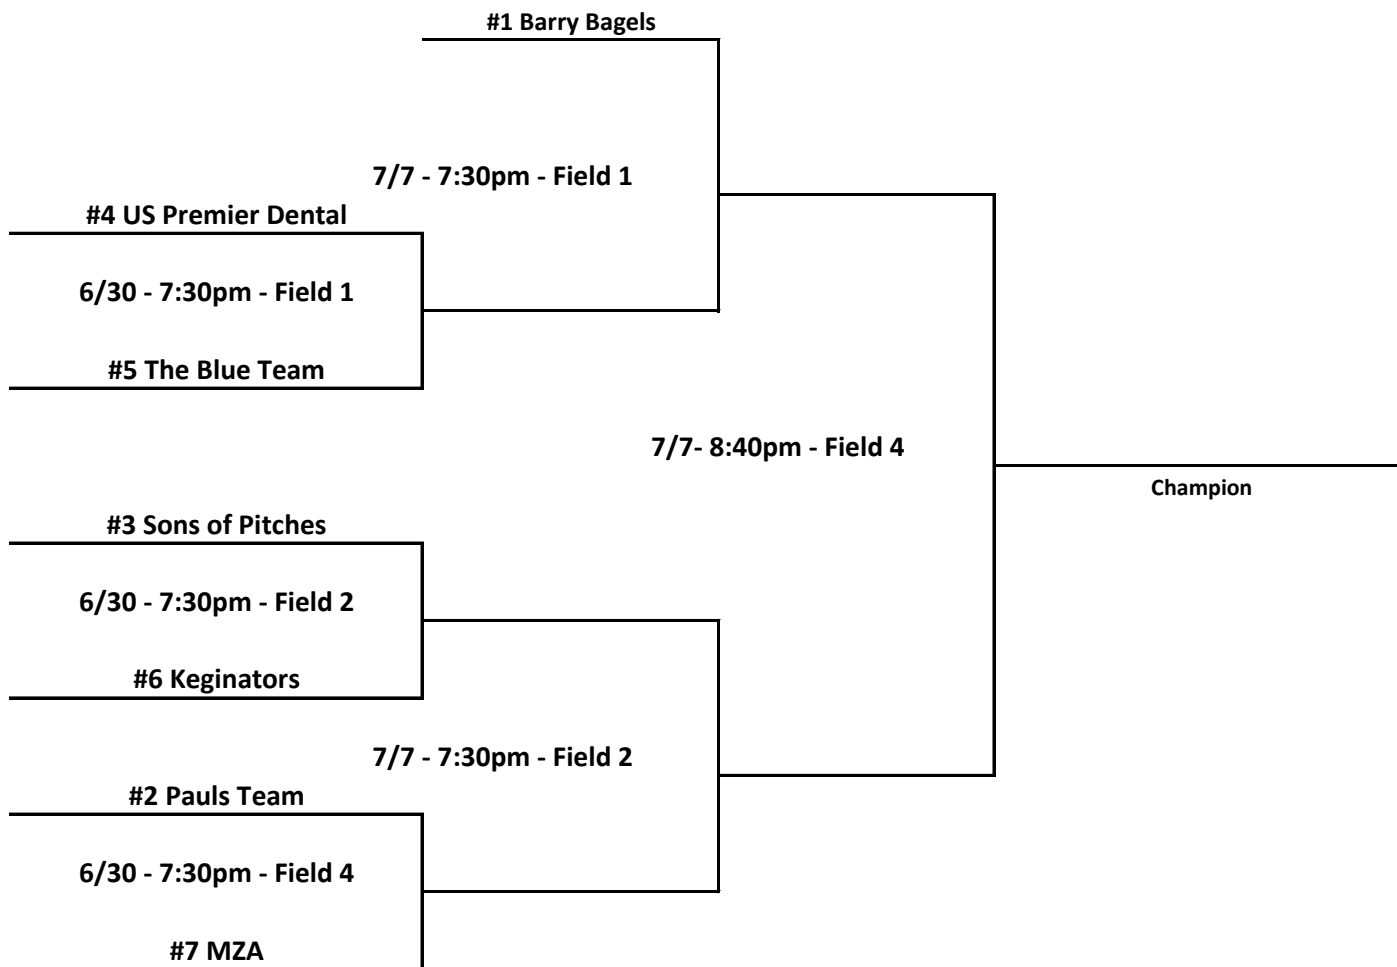 #1 Barry Bagels
7/7 - 7:30pm - Field 1
#4 US Premier Dental
6/30 - 7:30pm - Field 1
#5 The Blue Team
7/7- 8:40pm - Field 4
Champion
#3 Sons of Pitches
6/30 - 7:30pm - Field 2
#6 Keginators
7/7 - 7:30pm - Field 2
#2 Pauls Team
6/30 - 7:30pm - Field 4
#7 MZA